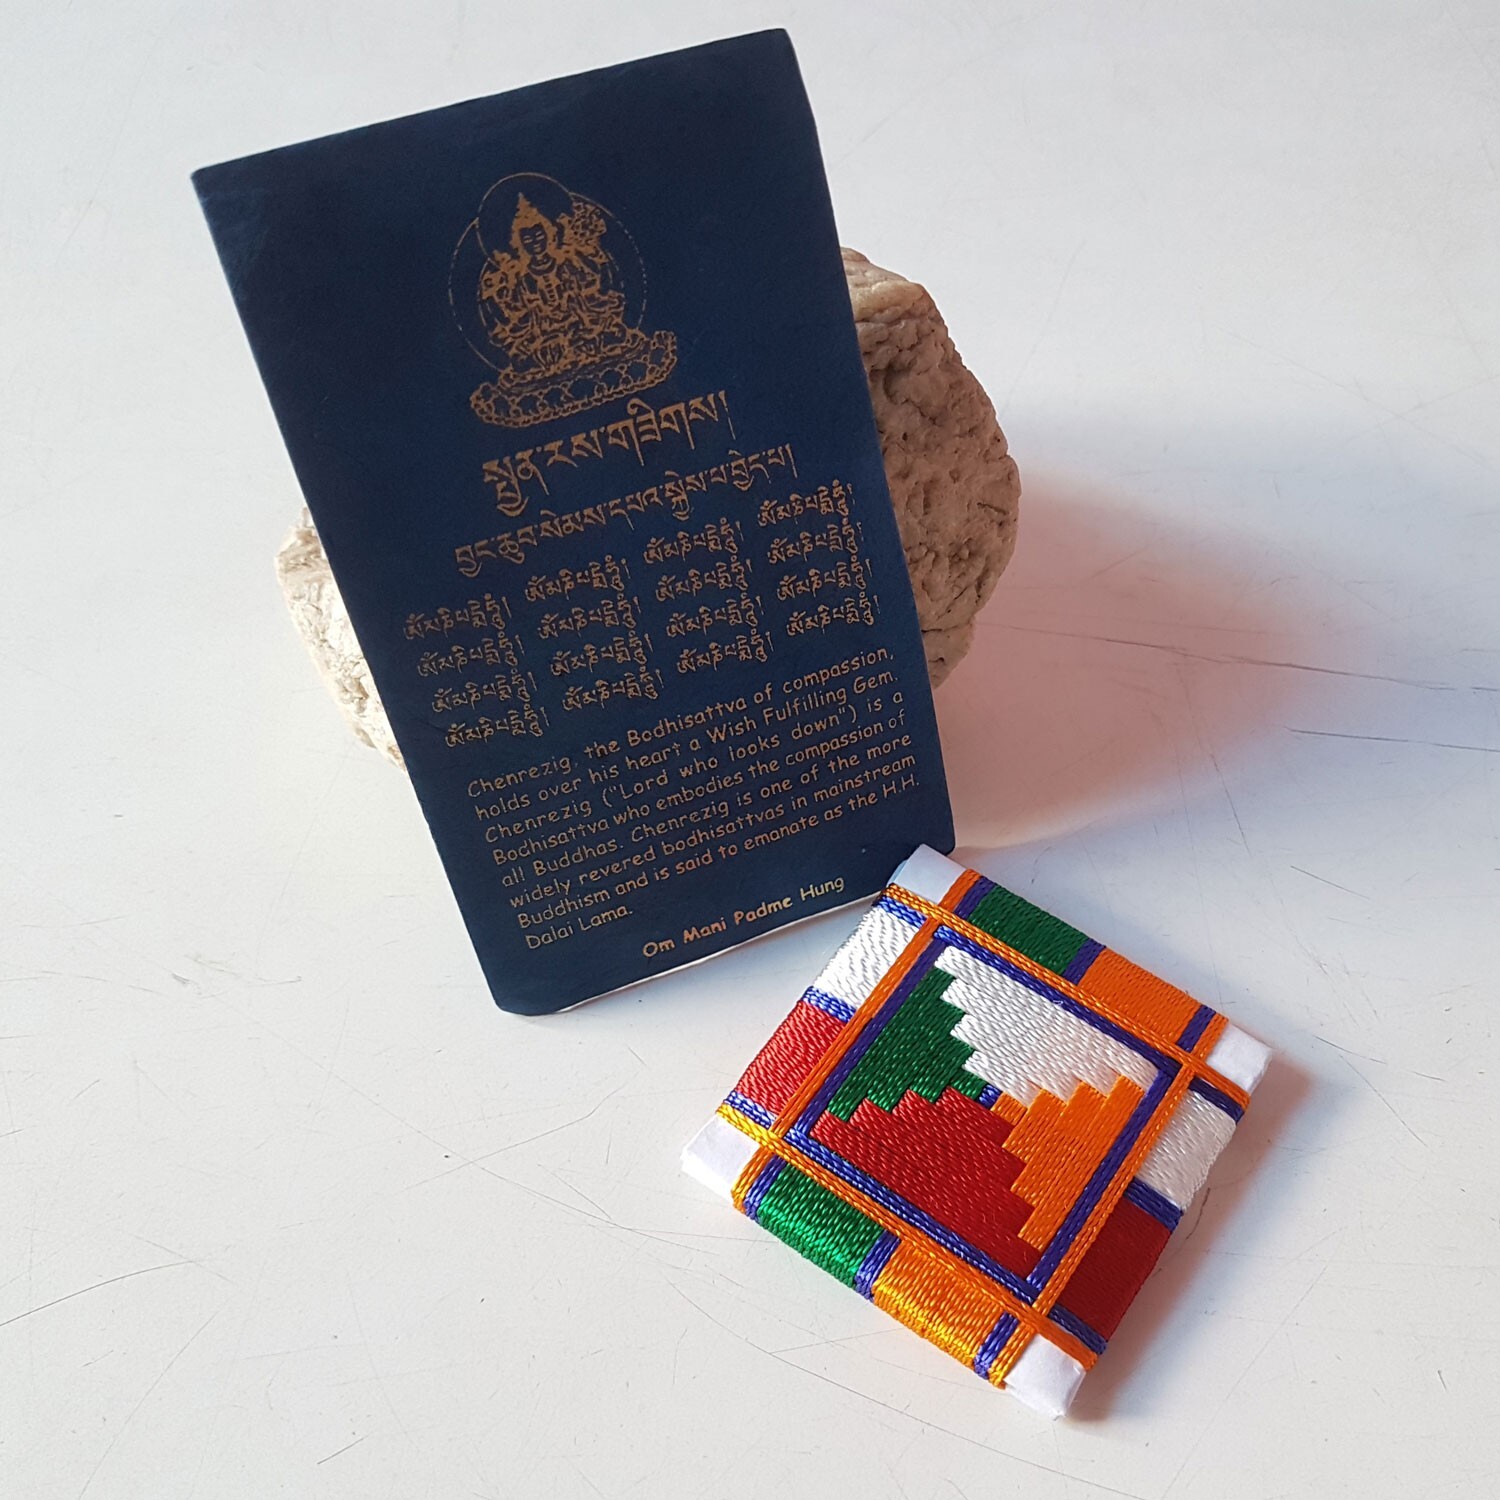 སྤྱན་རས་གཟིགས།
བྱང་ཆུབ་སེམས་དཔའ་སྐྱེས་པ་བྱེད་པ།
ༀ་མ་ཎི་པདྨེ་ཧཱུྃ། ༀ་མ་ཎི་པདྨེ་ཧཱུྃ། ༀ་མ་ཎི་པདྨེ་ཧཱུྃ། ༀ་མ་ཎི་པདྨེ་ཧཱུྃ།
ༀ་མ་ཎི་པདྨེ་ཧཱུྃ། ༀ་མ་ཎི་པདྨེ་ཧཱུྃ། ༀ་མ་ཎི་པདྨེ་ཧཱུྃ། ༀ་མ་ཎི་པདྨེ་ཧཱུྃ།
ༀ་མ་ཎི་པདྨེ་ཧཱུྃ། ༀ་མ་ཎི་པདྨེ་ཧཱུྃ། ༀ་མ་ཎི་པདྨེ་ཧཱུྃ། ༀ་མ་ཎི་པདྨེ་ཧཱུྃ།
ༀ་མ་ཎི་པདྨེ་ཧཱུྃ། ༀ་མ་ཎི་པདྨེ་ཧཱུྃ། ༀ་མ་ཎི་པདྨེ་ཧཱུྃ། ༀ་མ་ཎི་པདྨེ་ཧཱུྃ།
Chenrezig, the Bodhisattva of compassion,
holds over his heart a Wish Fulfilling Gem.
Chenrezig ("Lord who looks down") is a
Bodhisattva who embodies the compassion of
all Buddhas. Chenrezig is one of the more
widely revered bodhisattvas in mainstream
Buddhism and is said to emanate as the H.H.
Dalai Lama.
Om Mani Padme Hung